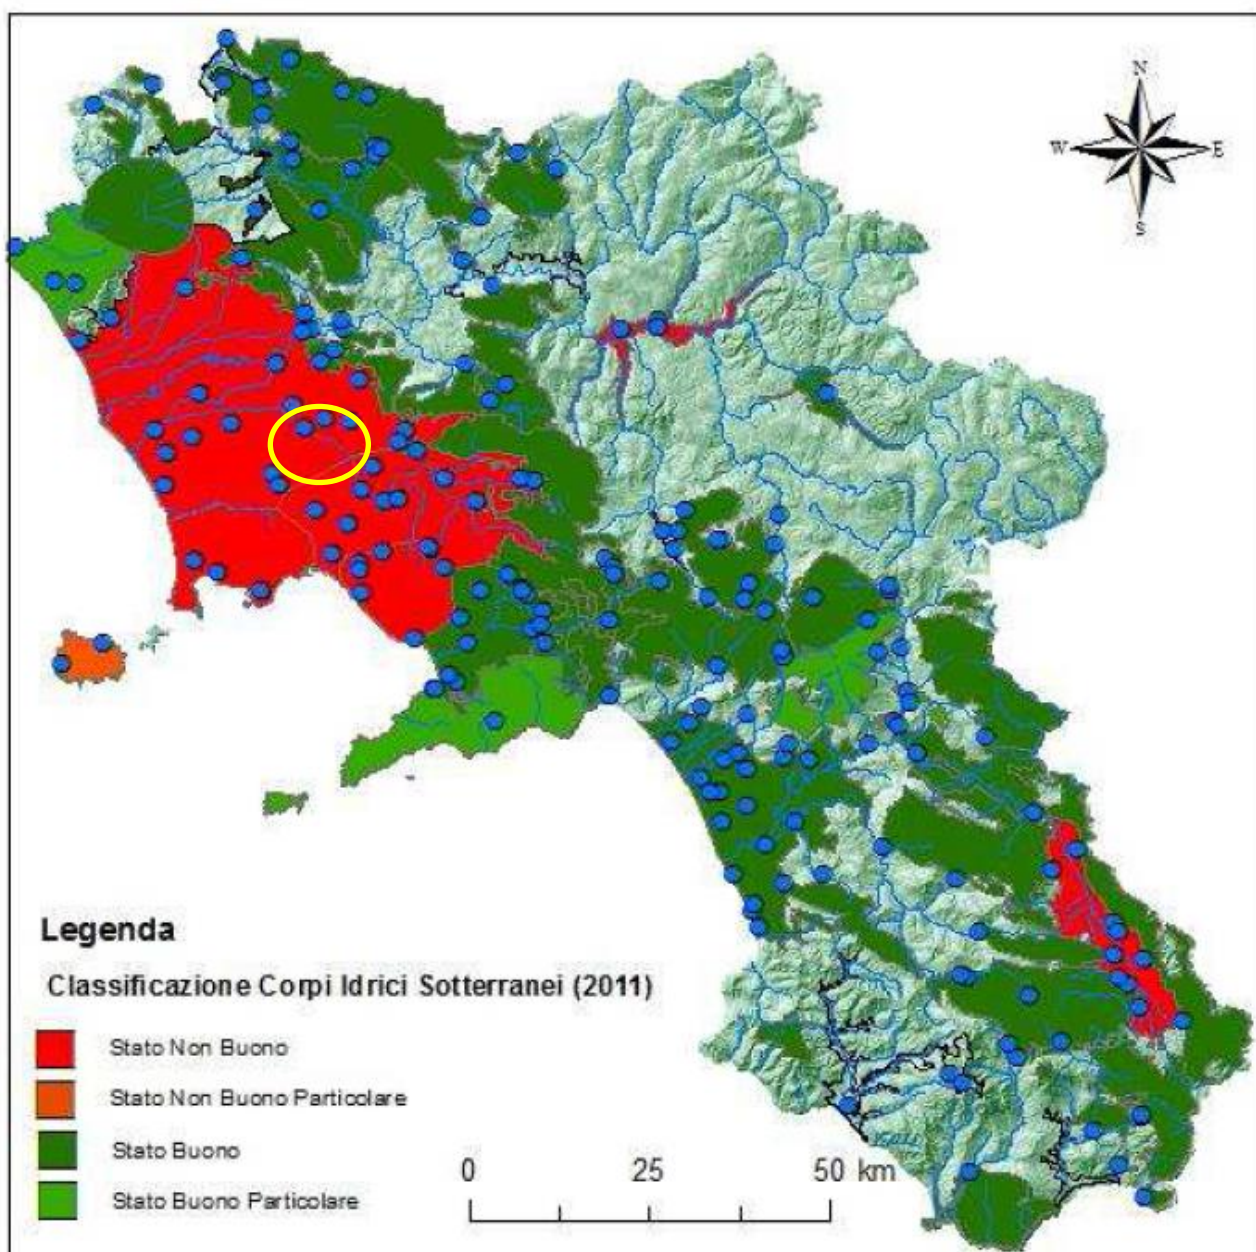 N
W E
S
Legenda
Classificazione Corpi Idrici Sotterranei (2011)
Stato Non Buono
Stato Non Buono Particolare
Stato Buono
Stato Buono Particolare
0 25 50 km